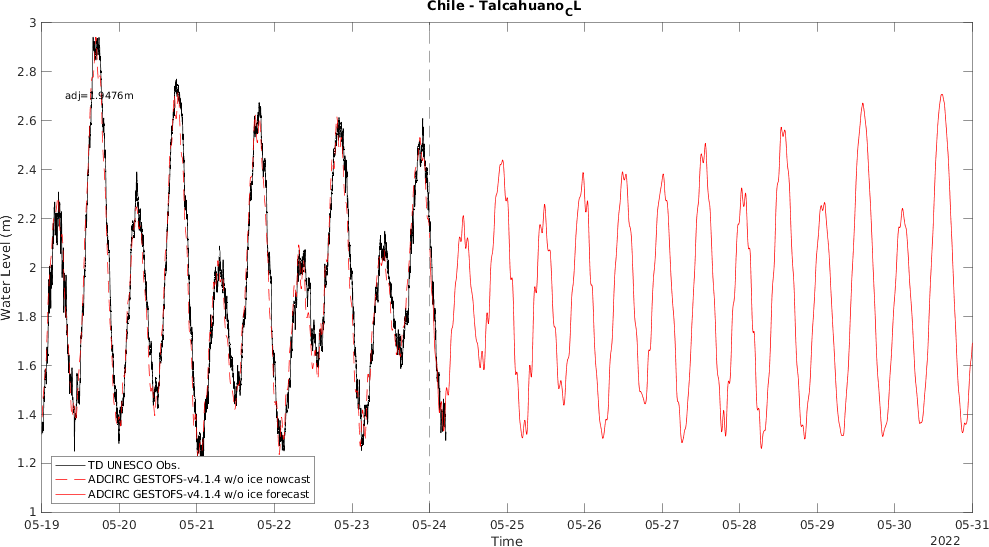 Chile - Talcahuano_CL
3
2.8
adj=1.9476m
2.6
2.4
2.2
2
1.8
1.6
1.4
1.2
1
Water Level (m)
TD UNESCO Obs.
ADCIRC GESTOFS-v4.1.4 w/o ice nowcast
ADCIRC GESTOFS-v4.1.4 w/o ice forecast
05-19 05-20 05-21 05-22 05-23 05-24 05-25 05-26 05-27 05-28 05-29 05-30 05-31
Time
2022